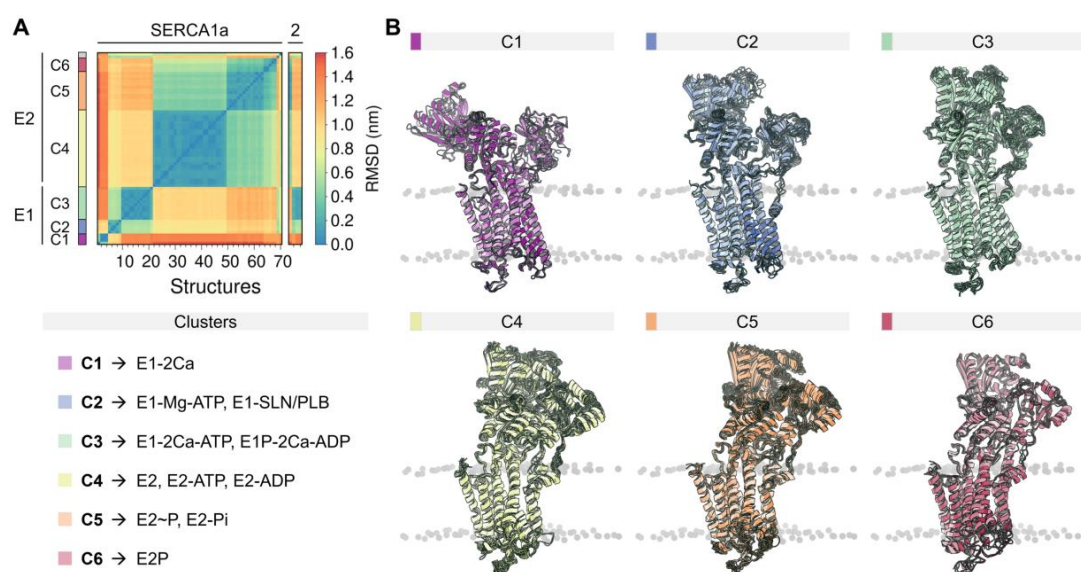 A
SERCA1a
2
E2
C6
C5
C4
E1
C3
C2
C1
1.6
1.4
1.2
1.0
0.8
0.6
0.4
0.2
0.0
RMSD (nm)
10 20 30 40 50 60 70
Structures
Clusters
C1 → E1-2Ca
C2 → E1-Mg-ATP, E1-SLN/PLB
C3 → E1-2Ca-ATP, E1P-2Ca-ADP
C4 → E2, E2-ATP, E2-ADP
C5 → E2~P, E2-Pi
C6 → E2P
B
C1
C2
C3
C4
C5
C6